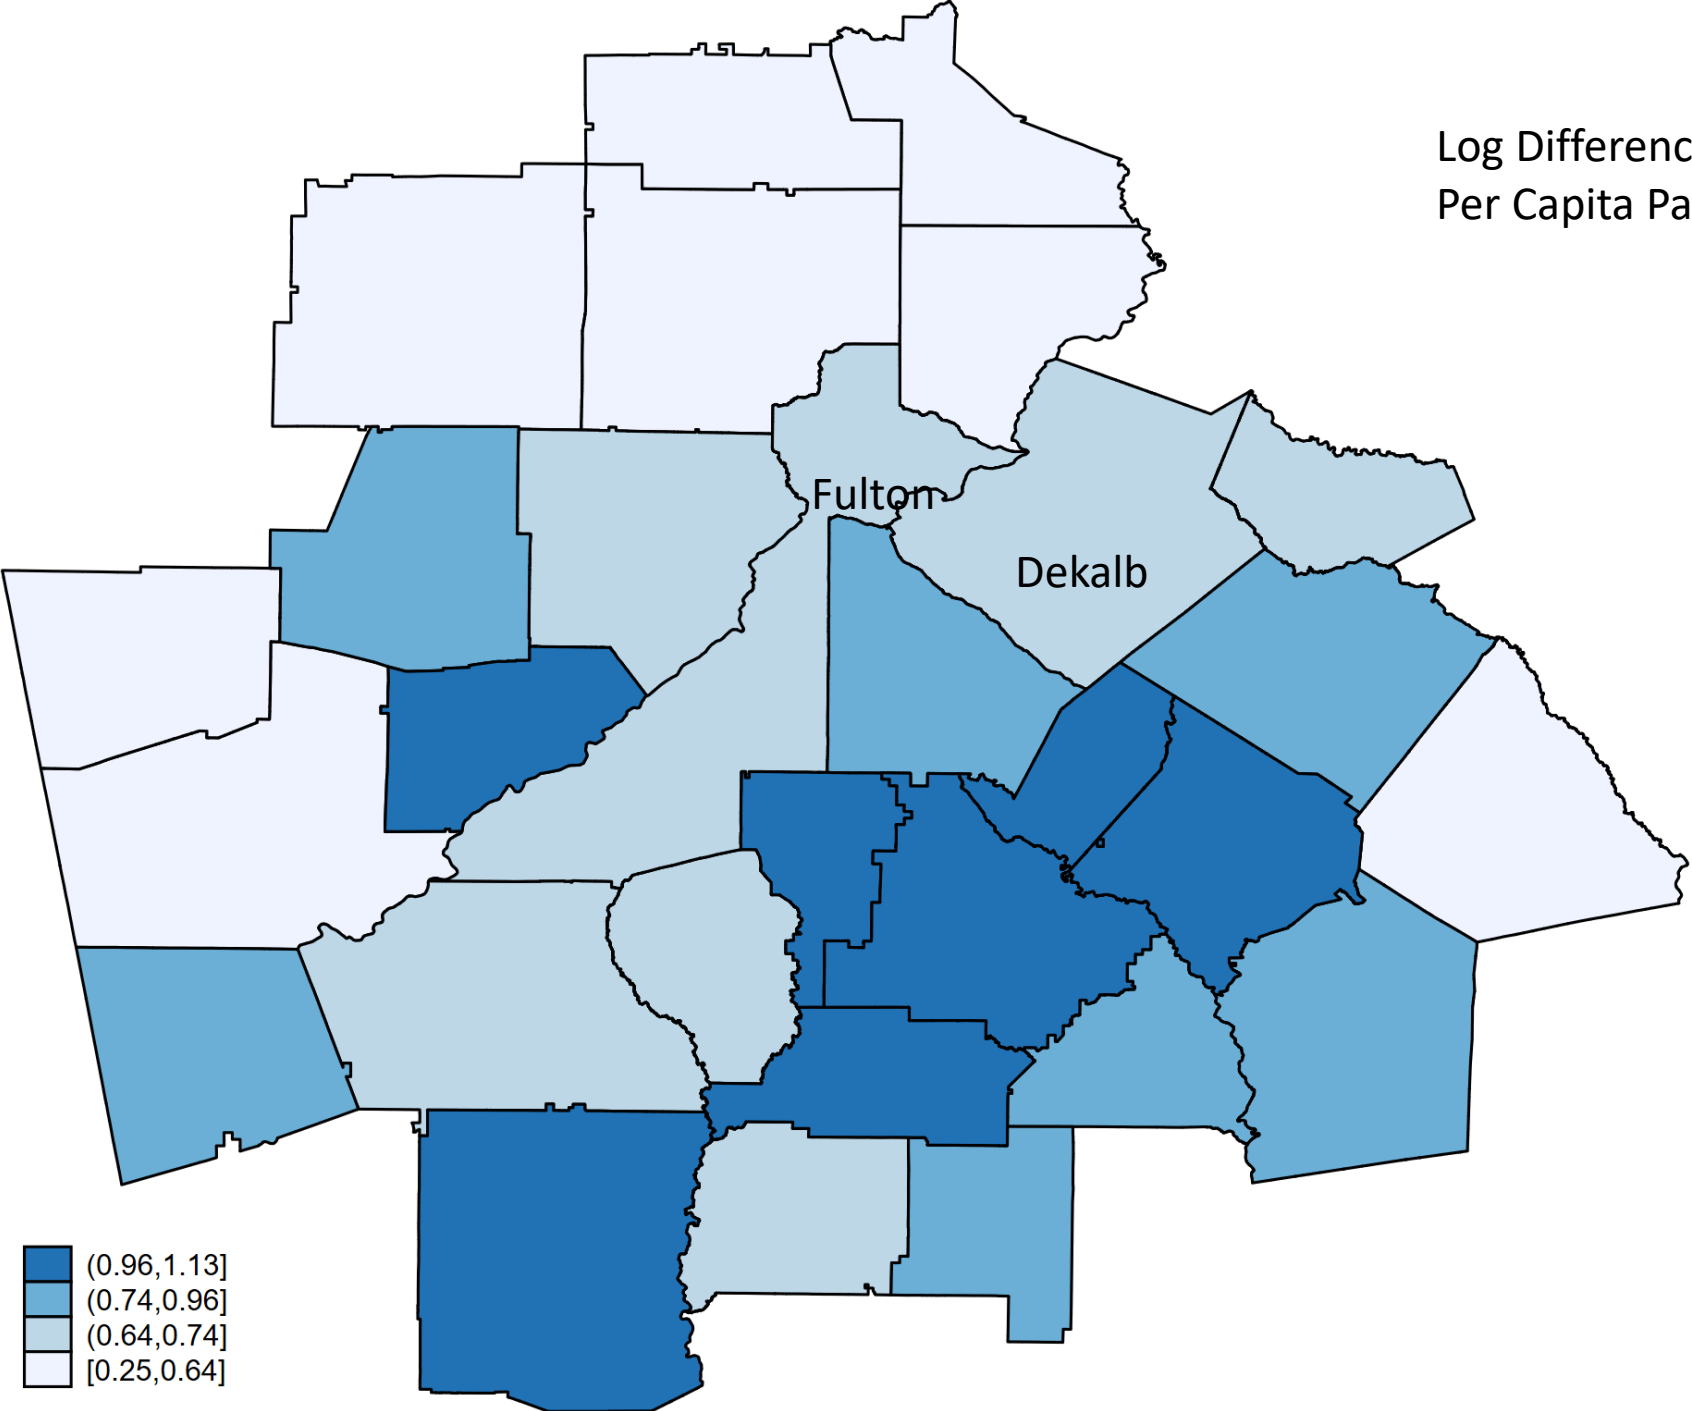 Log Differenc
Per Capita Pa
Fulton
Dekalb
(0.96,1.13]
(0.74,0.96]
(0.64,0.74]
[0.25,0.64]